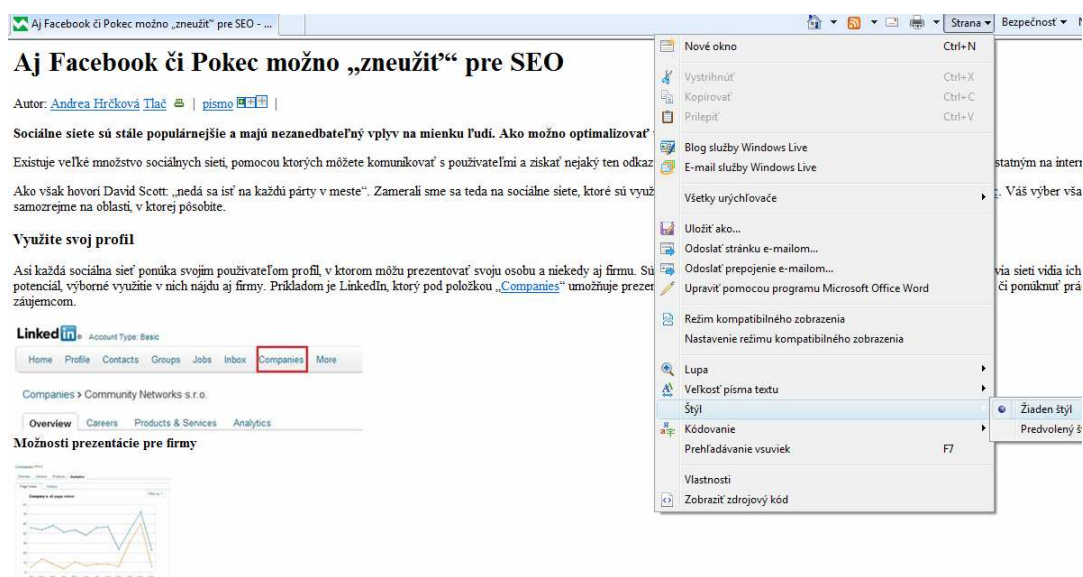 Aj Facebook či Pokec možno „zneužiť“ pre SEO - ...
Strana
Bezpečnosť
Aj Facebook či Pokec možno „zneužiť“ pre SEO
Autor: Andrea Hrčková Tlač | písmo |
Sociálne siete sú stále populárnejšie a majú nezanedbateľný vplyv na mienku ľudí. Ako možno optimalizovať
Existuje veľké množstvo sociálnych sietí, pomocou ktorých môžete komunikovať s používateľmi a získať nejaký ten odkaz
statným na intern
Ako však hovorí David Scott: „nedá sa ísť na každú párty v meste“. Zamerali sme sa teda na sociálne siete, ktoré sú využ
. Váš výber vša
samozrejme na oblasti, v ktorej pôsobíte.
Využite svoj profil
Asi každá sociálna sieť ponúka svojim používateľom profil, v ktorom môžu prezentovať svoju osobu a niekedy aj firmu. Sú
via sietí vidia ich
potenciál, výborné využitie v nich nájdu aj firmy. Príkladom je LinkedIn, ktorý pod položkou „Companies“ umožňuje prezen
či ponúknuť prá
záujemcom.
Linked in Account Type: Basic
Home Profile Contacts Groups Jobs Inbox Companies More
Companies > Community Networks s.r.o.
Overview Careers Products & Services Analytics
Možnosti prezentácie pre firmy
Nové okno Ctrl+N
Vystrihnúť Ctrl+X
Kopírovať Ctrl+C
Prilepiť Ctrl+V
Blog služby Windows Live
E-mail služby Windows Live
Všetky urýchľovače
Uložiť ako...
Odoslať stránku e-mailom...
Odoslať prepojenie e-mailom...
Upraviť pomocou programu Microsoft Office Word
Režim kompatibilného zobrazenia
Nastavenie režimu kompatibilného zobrazenia
Lupa
Veľkosť písma textu
Štýl
Žiaden štýl
Kódovanie
Predvolený š
Prehľadávanie vsuviek F7
Vlastnosti
Zobraziť zdrojový kód